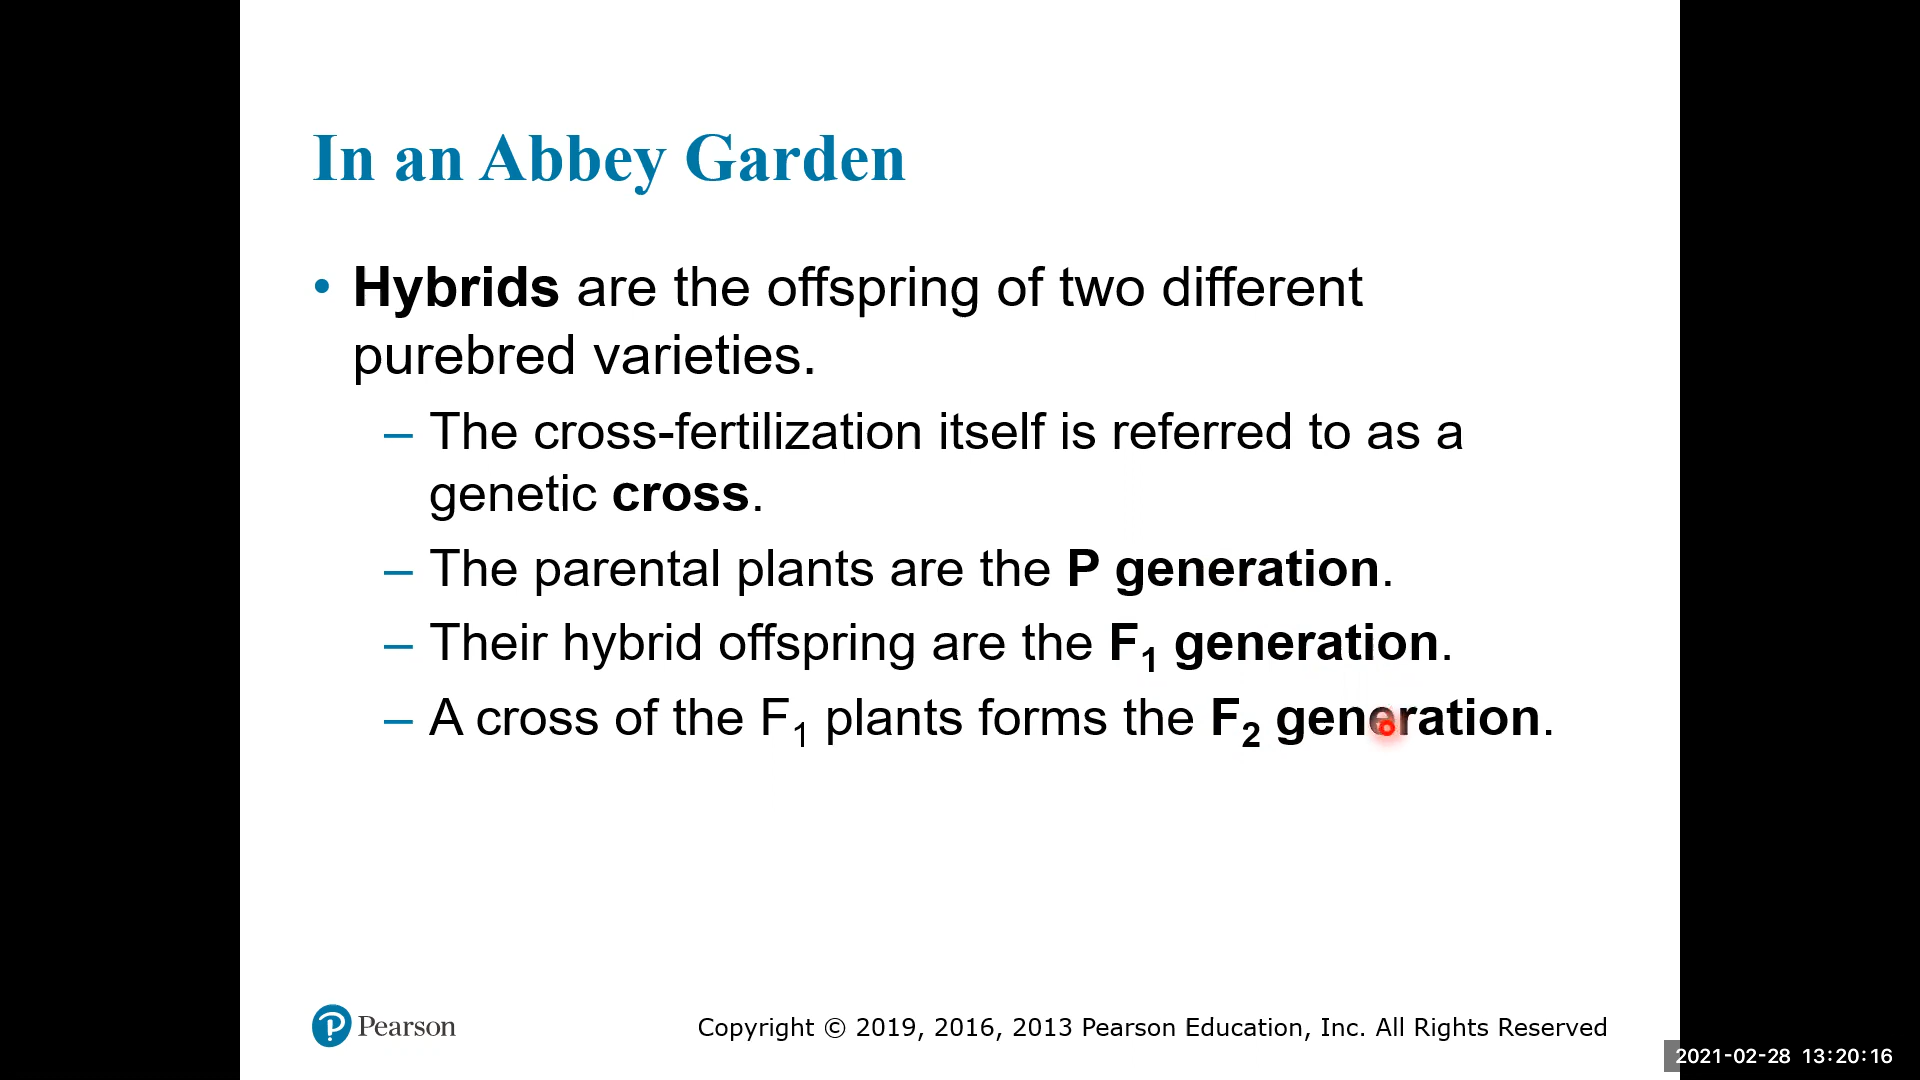 In an Abbey Garden
• Hybrids are the offspring of two different
purebred varieties.
– The cross-fertilization itself is referred to as a
genetic cross.
– The parental plants are the P generation.
– Their hybrid offspring are the F₁ generation.
– A cross of the F₁ plants forms the F₂ generation.
Pearson
Copyright © 2019, 2016, 2013 Pearson Education, Inc. All Rights Reserved
2021-02-28 13:20:16